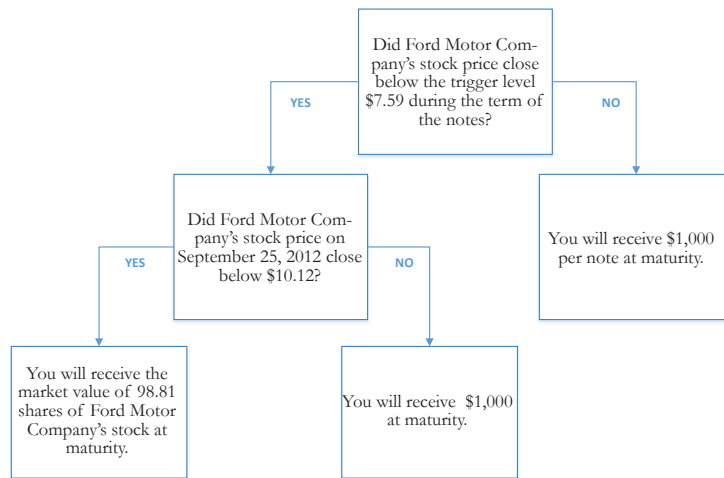 Did Ford Motor Com-
pany's stock price close
below the trigger level
$7.59 during the term of
the notes?
YES
NO
Did Ford Motor Com-
pany's stock price on
September 25, 2012 close
below $10.12?
You will receive $1,000
per note at maturity.
YES
NO
You will receive the
market value of 98.81
shares of Ford Motor
Company's stock at
maturity.
You will receive $1,000
at maturity.